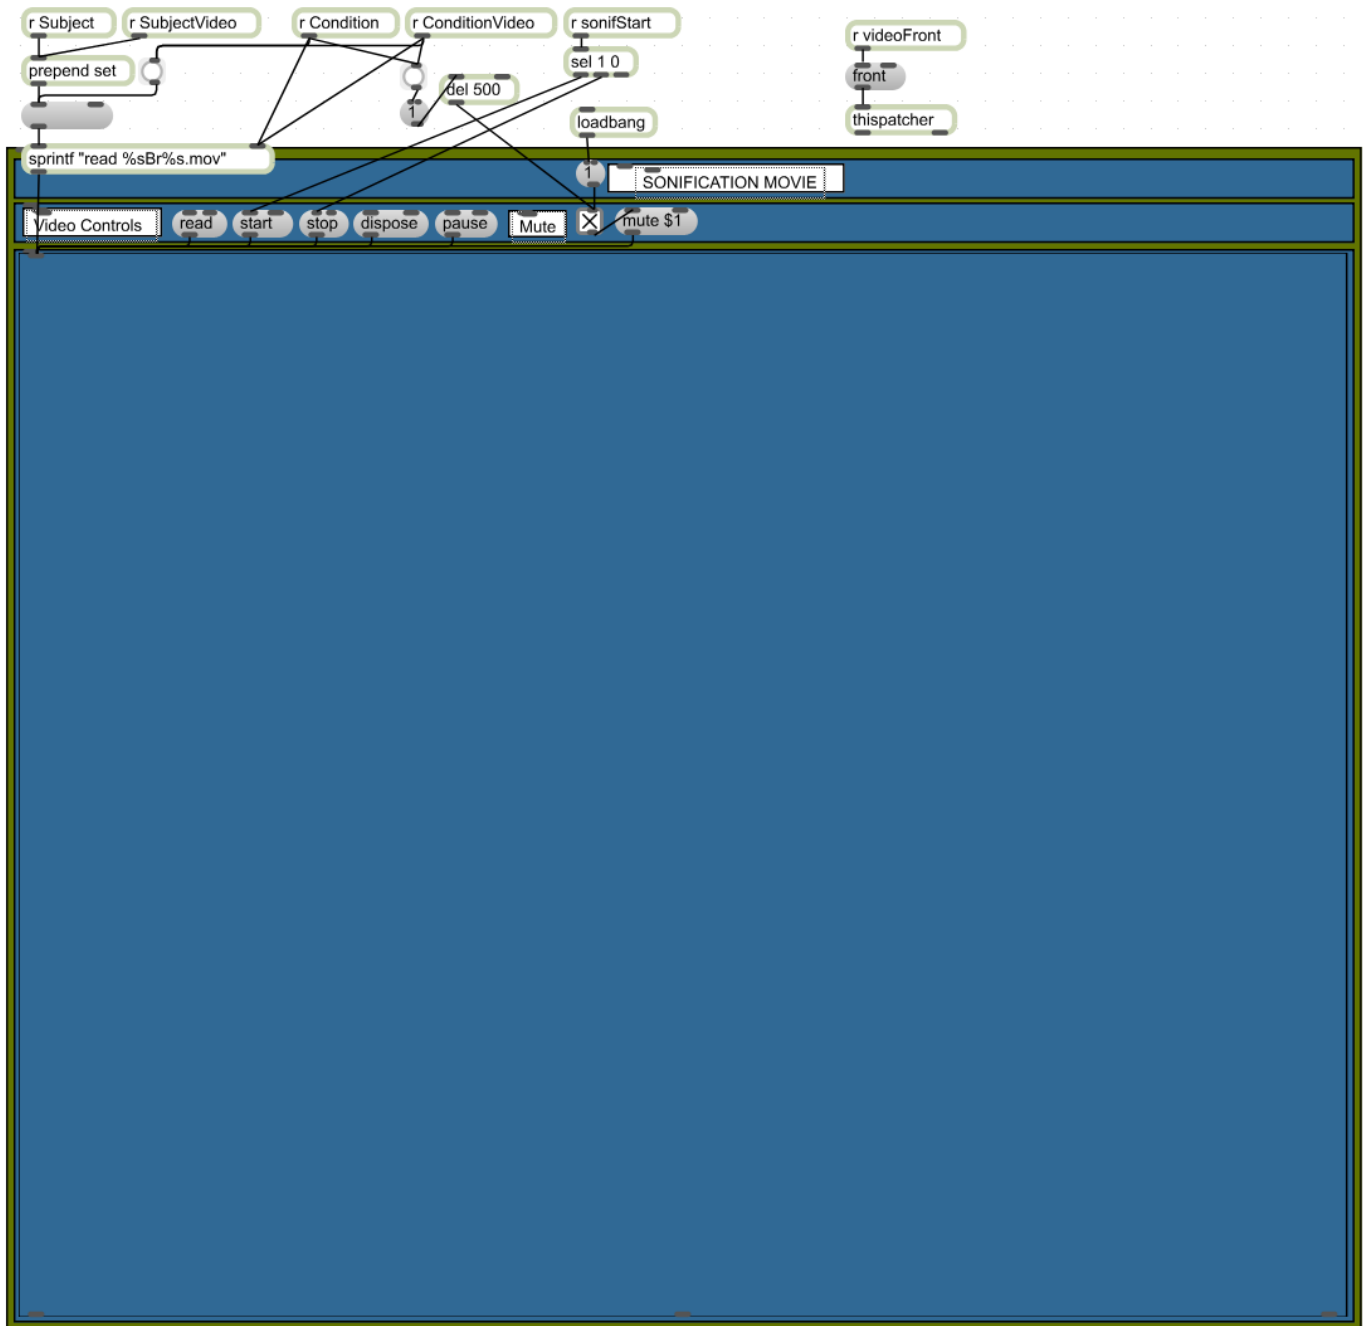 r Subject
r SubjectVideo
r Condition
r ConditionVideo
r sonifStart
r videoFront
prepend set
sel 1 0
front
del 500
1
loadbang
thispatcher
sprintf "read %sBr%s.mov"
1
SONIFICATION MOVIE
Video Controls
read
start
stop
dispose
pause
Mute
mute $1